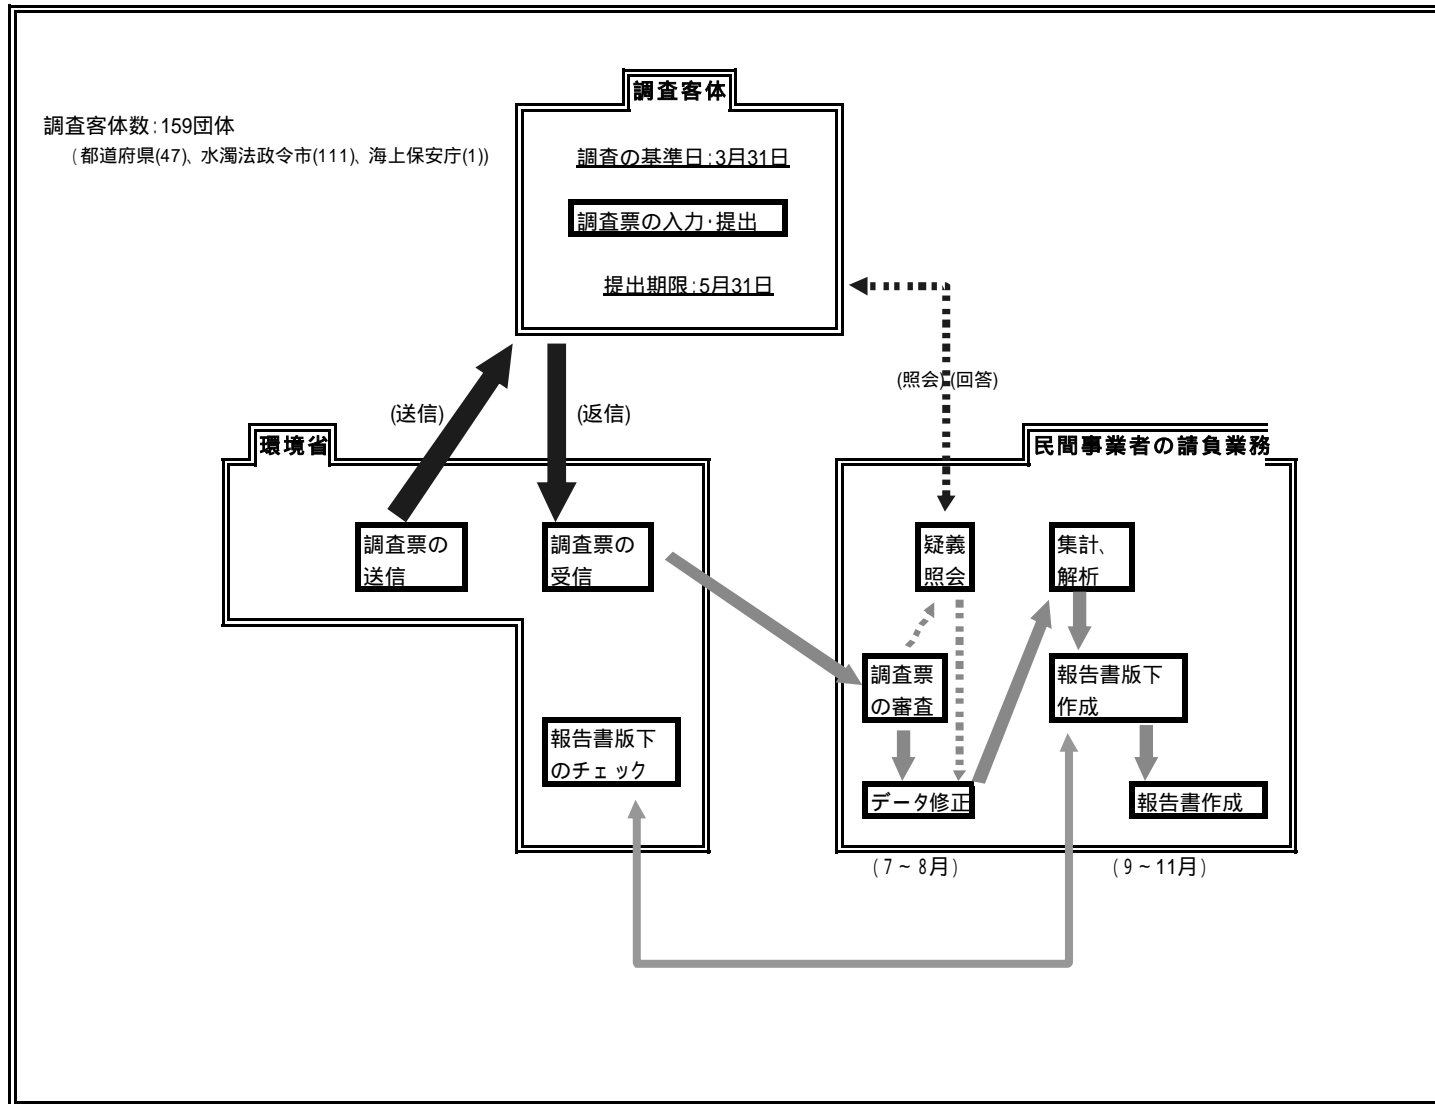 調査客体
調査客体数:159団体
(都道府県(47)、水濁法政令市(111)、海上保安庁(1))
調査の基準日:3月31日
調査票の入力・提出
提出期限:5月31日
(照会)(回答)
(送信)
(返信)
環境省
民間事業者の請負業務
調査票の
送信
調査票の
受信
疑義
照会
集計、
解析
調査票
の審査
報告書版下
作成
報告書版下
のチェック
データ修正
報告書作成
(7~8月)
(9~11月)